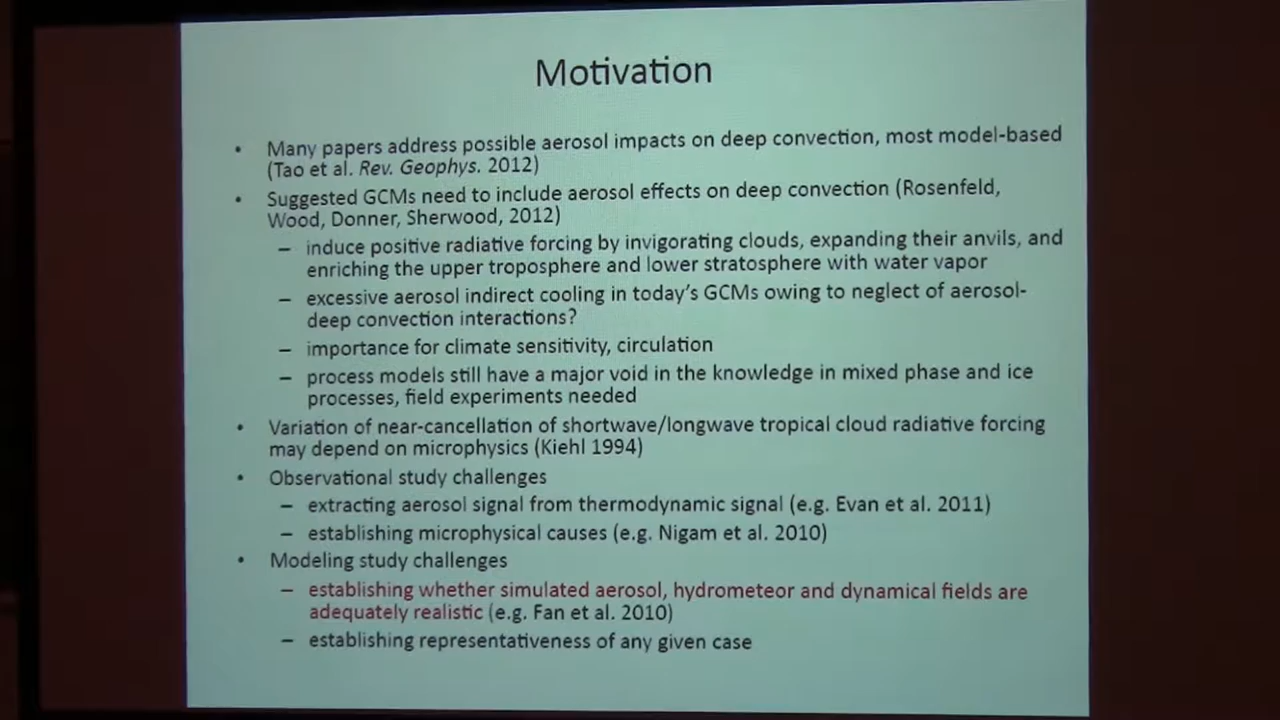 Motivation
• Many papers address possible aerosol impacts on deep convection, most model-based
(Tao et al. Rev. Geophys. 2012)
• Suggested GCMs need to include aerosol effects on deep convection (Rosenfeld,
Wood, Donner, Sherwood, 2012)
– induce positive radiative forcing by invigorating clouds, expanding their anvils, and
enriching the upper troposphere and lower stratosphere with water vapor
– excessive aerosol indirect cooling in today's GCMs owing to neglect of aerosol-
deep convection interactions?
– importance for climate sensitivity, circulation
– process models still have a major void in the knowledge in mixed phase and ice
processes, field experiments needed
• Variation of near-cancellation of shortwave/longwave tropical cloud radiative forcing
may depend on microphysics (Kiehl 1994)
• Observational study challenges
– extracting aerosol signal from thermodynamic signal (e.g. Evan et al. 2011)
– establishing microphysical causes (e.g. Nigam et al. 2010)
• Modeling study challenges
– establishing whether simulated aerosol, hydrometeor and dynamical fields are
adequately realistic (e.g. Fan et al. 2010)
– establishing representativeness of any given case